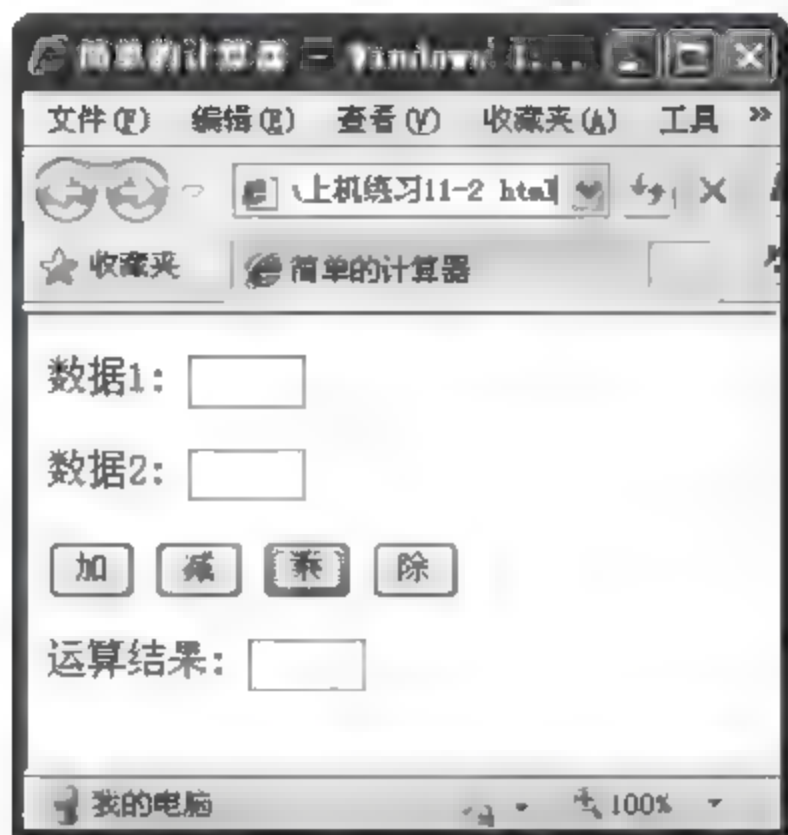 简单的计算器 - Windows I...
文件(F) 编辑(E) 查看(V) 收藏夹(A) 工具 »
\上机练习11-2 html
收藏夹 简单的计算器
数据1:
数据2:
加 减 乘 除
运算结果:
我的电脑 100%